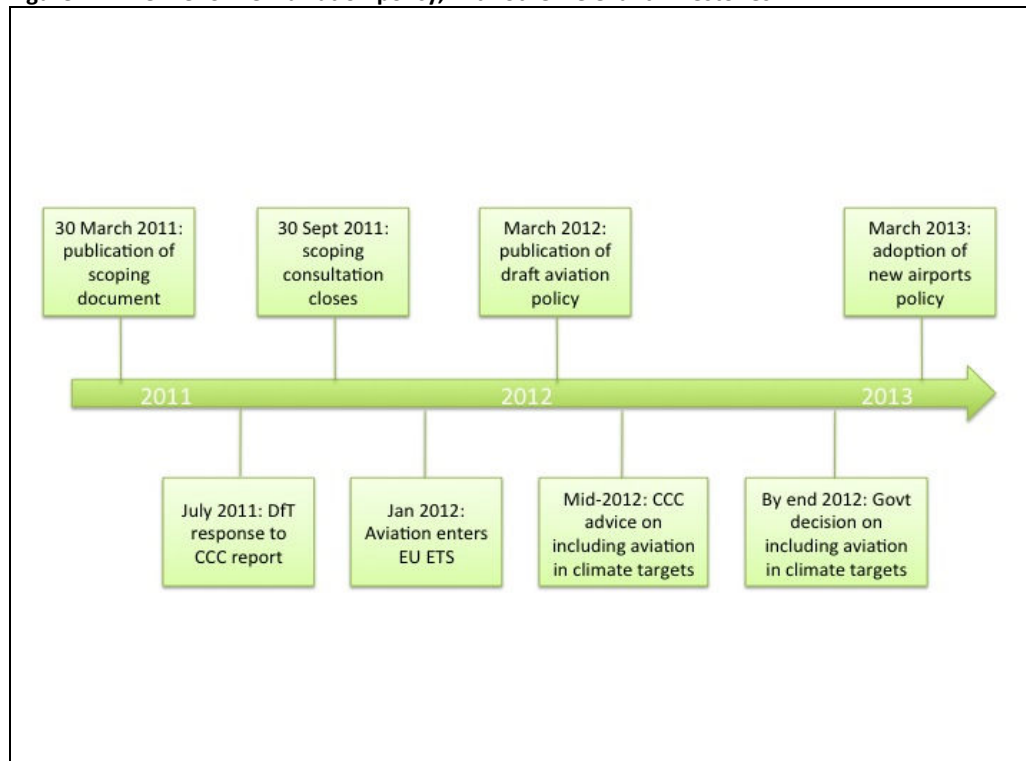 30 March 2011:
publication of
scoping
document
30 Sept 2011:
scoping
consultation
closes
March 2012:
publication of
draft aviation
policy
March 2013:
adoption of
new airports
policy
2011
2012
2013
July 2011: DfT
response to
CCC report
Jan 2012:
Aviation enters
EU ETS
Mid-2012: CCC
advice on
including aviation
in climate targets
By end 2012: Govt
decision on
including aviation
in climate targets